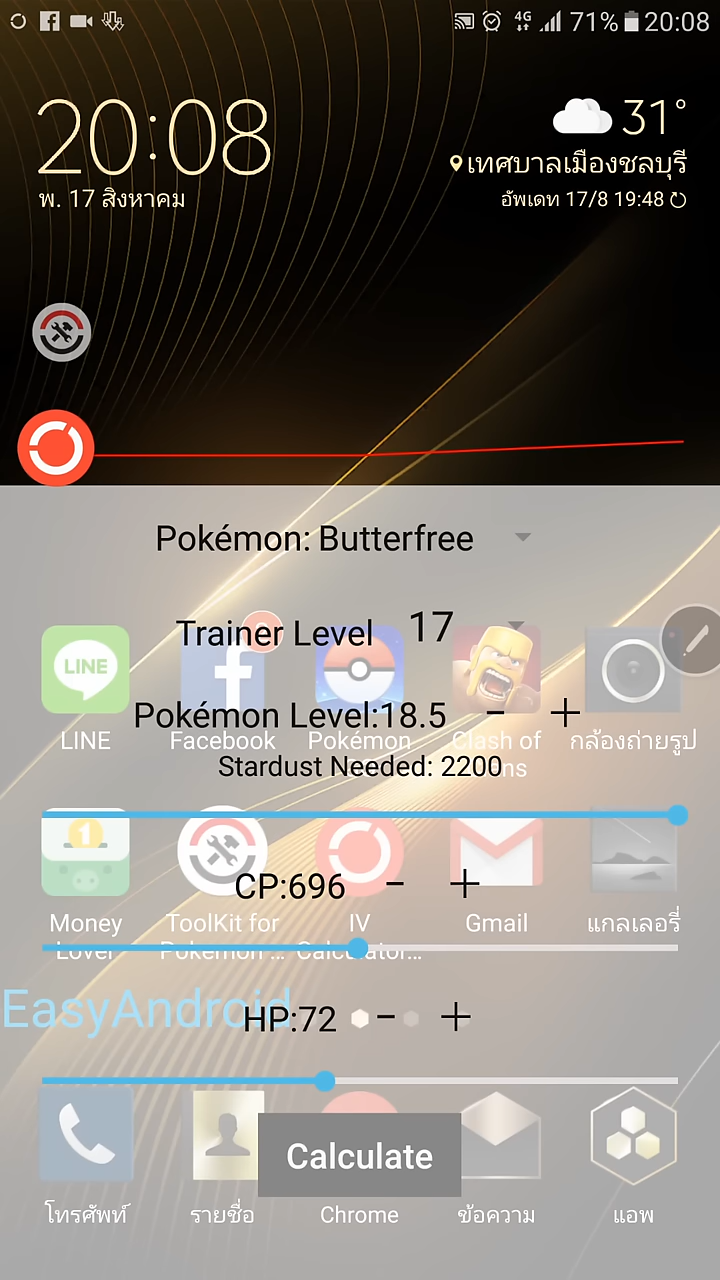 4G 71% 20:08
20:08
31°
เทศบาลเมืองชลบุรี
พ. 17 สิงหาคม
อัพเดท 17/8 19:48
Pokémon: Butterfree
Trainer Level 17
Pokémon Level:18.5 - +
LINE
LINE Facebook Pokémon Clash of กล้องถ่ายรูป
Stardust Needed: 2200
CP:696 - +
Money ToolKit for IV Gmail แกลเลอรี่
Lover Pokemon ... Calculator...
EasyAndroid
HP:72 - +
Calculate
โทรศัพท์ รายชื่อ Chrome ข้อความ แอพ